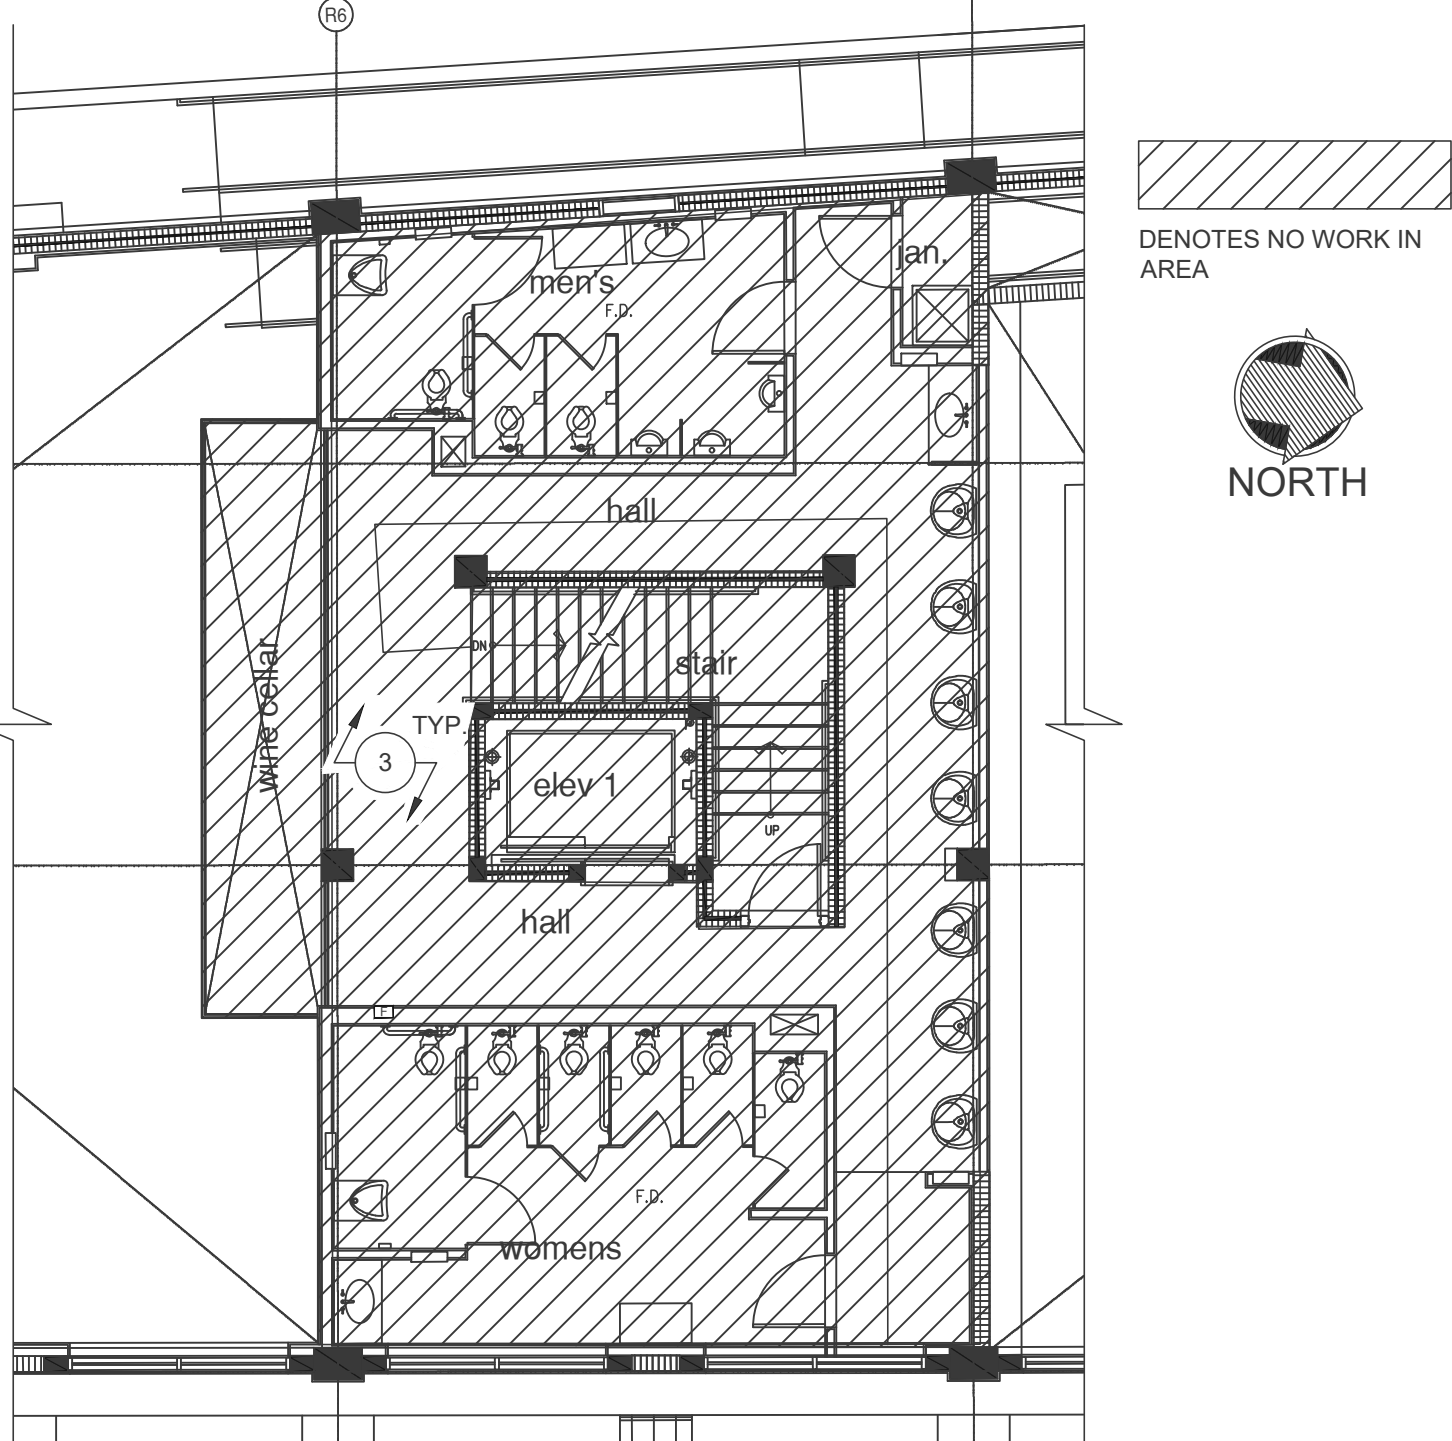 R6
jan.
DENOTES NO WORK IN
AREA
men's
F.D.
NORTH
hall
DN
stair
wine cellar
TYP.
3
elev 1
UP
hall
F
F.D.
womens